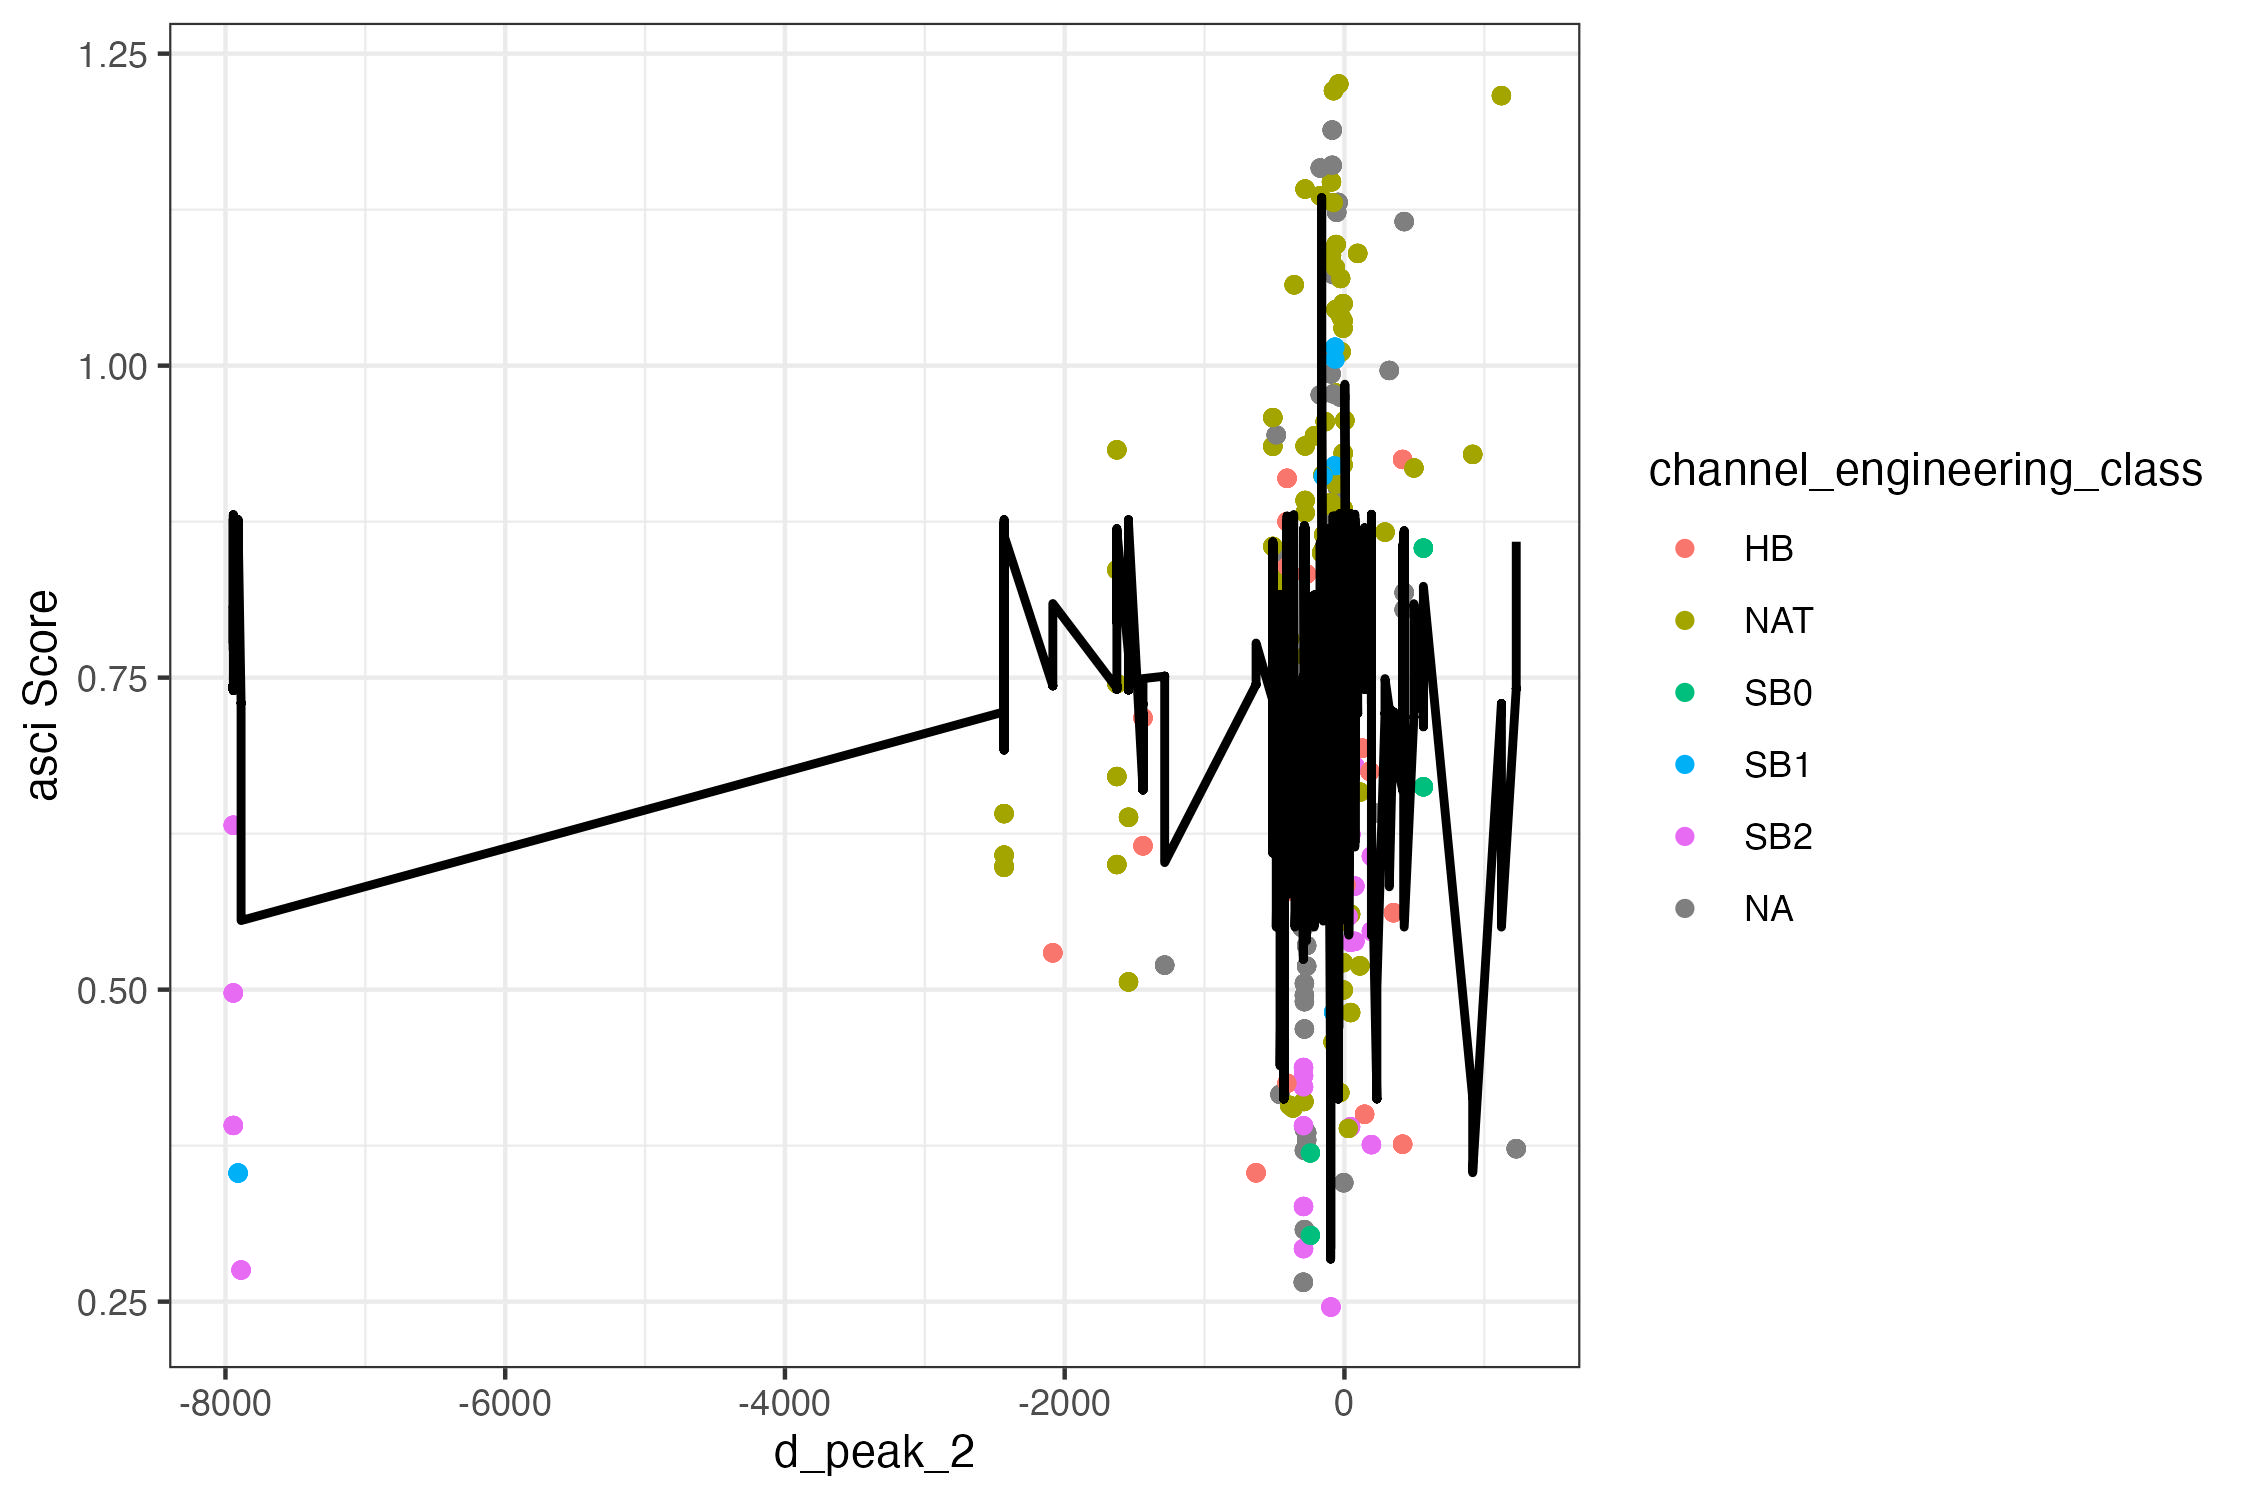 1.25
1.00
0.75
0.50
0.25
asci Score
-8000
-6000
-4000
-2000
0
d_peak_2
channel_engineering_class
HB
NAT
SB0
SB1
SB2
NA